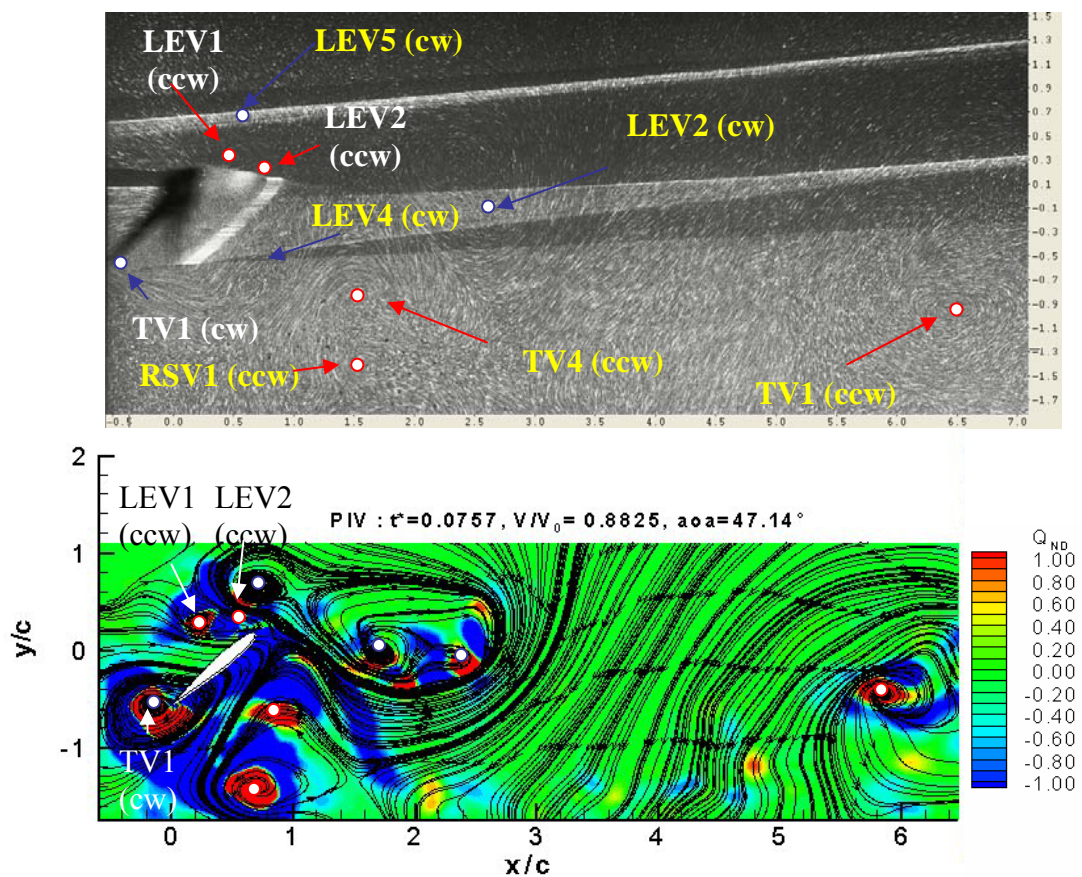 LEV1
(ccw)
LEV5 (cw)
LEV2
(ccw)
LEV2 (cw)
LEV4 (cw)
TV1 (cw)
RSV1 (ccw)
TV4 (ccw)
TV1 (ccw)
1.5
1.3
1.1
0.9
0.7
0.5
0.3
0.1
-0.1
-0.3
-0.5
-0.7
-0.9
-1.1
-1.3
-1.5
-1.7
-0.5 0.0 0.5 1.0 1.5 2.0 2.5 3.0 3.5 4.0 4.5 5.0 5.5 6.0 6.5 7.0
PIV : t*=0.0757, V/V0= 0.8825, aoa=47.14°
LEV1
(ccw)
LEV2
(ccw)
TV1
(cw)
2
1
0
-1
y/c
0 1 2 3 4 5 6
x/c
QND
1.00
0.80
0.60
0.40
0.20
0.00
-0.20
-0.40
-0.60
-0.80
-1.00